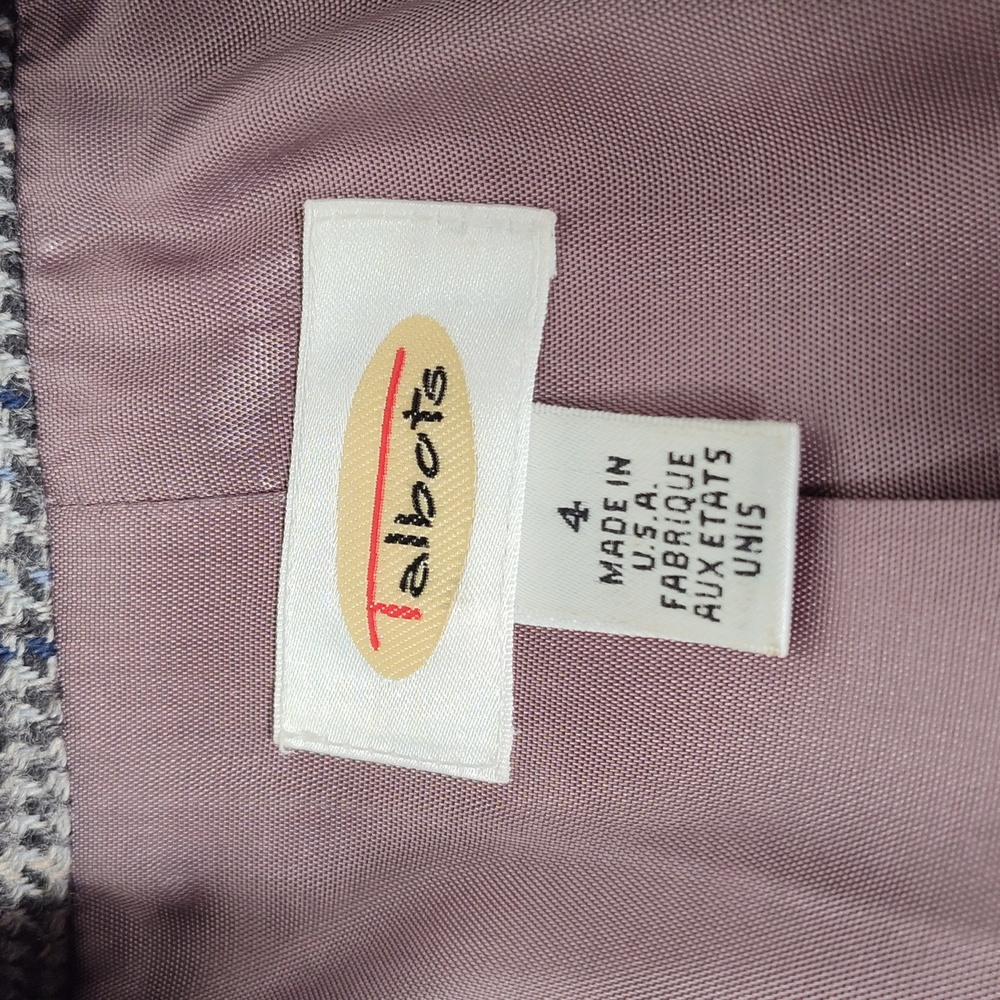 Talbots
4
MADE IN
U.S.A.
FABRIQUE
AUX ETATS
UNIS